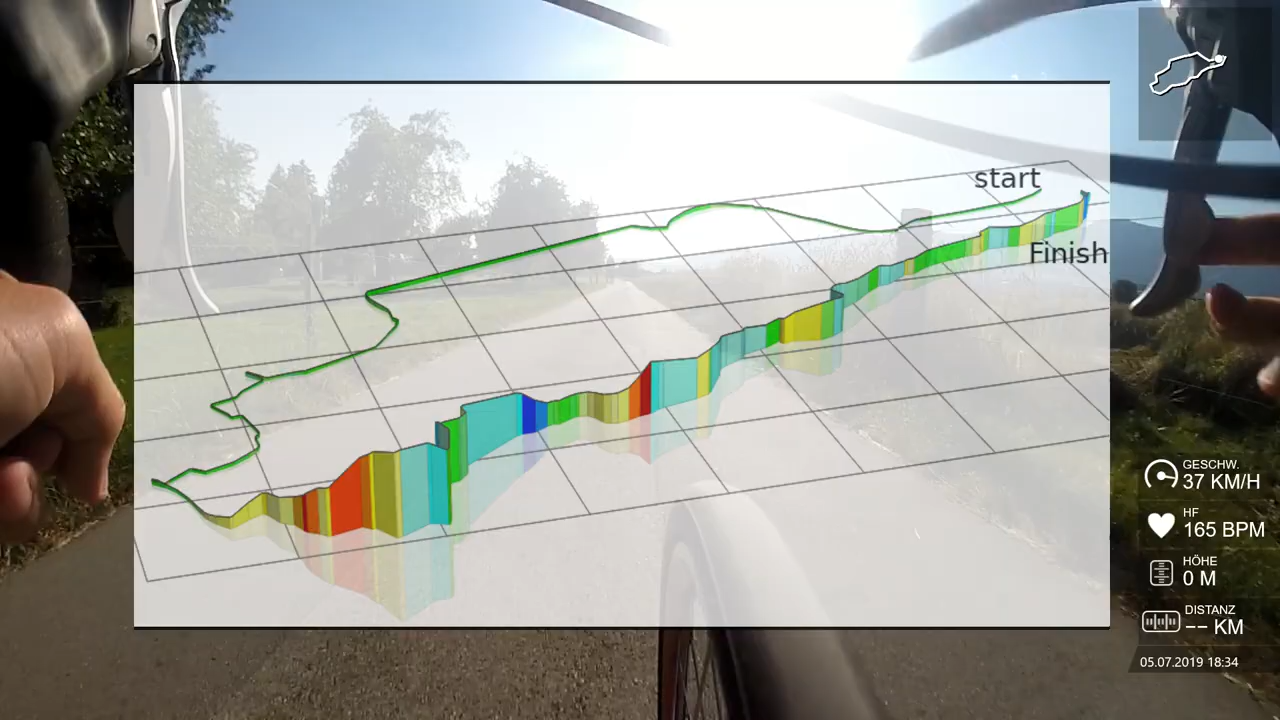 start
Finish
GESCHW.
37 KM/H
HF
165 BPM
HÖHE
0 M
DISTANZ
-- KM
05.07.2019 18:34